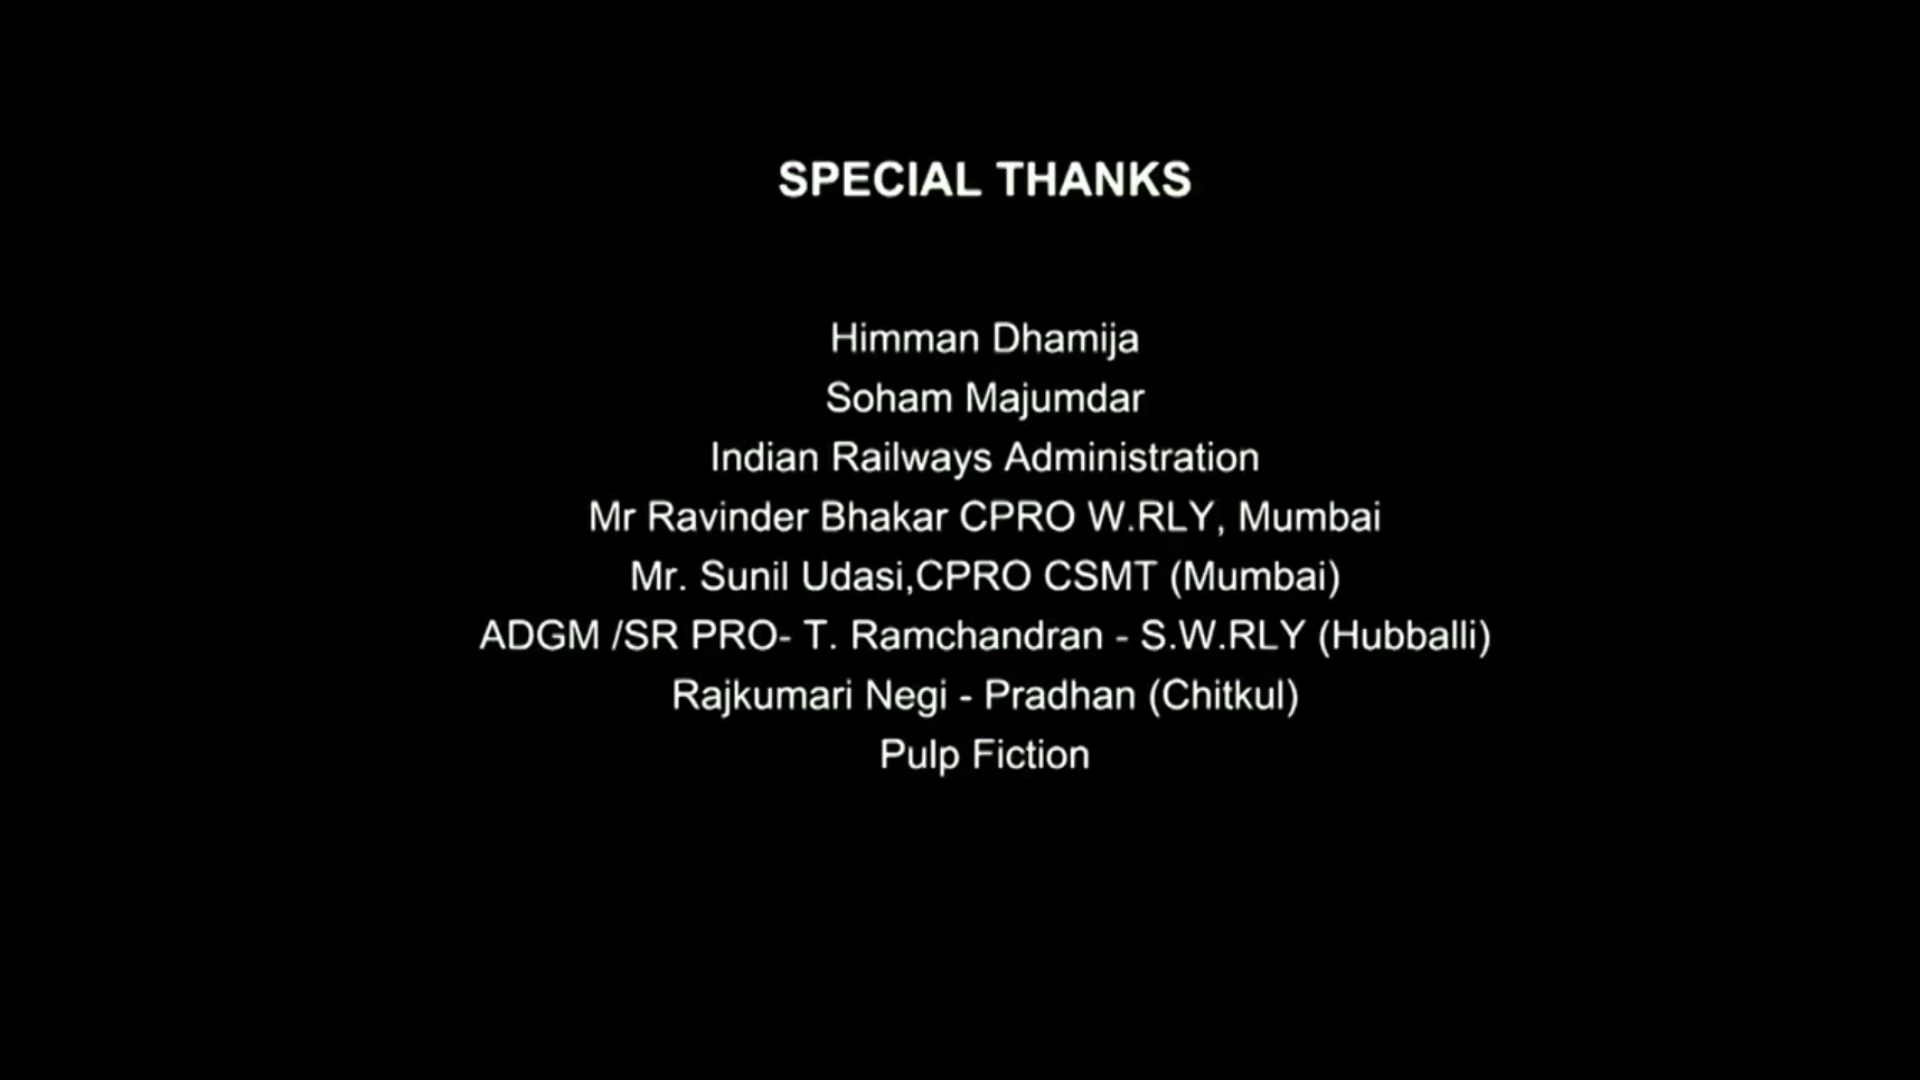 SPECIAL THANKS
Himman Dhamija
Soham Majumdar
Indian Railways Administration
Mr Ravinder Bhakar CPRO W.RLY, Mumbai
Mr. Sunil Udasi,CPRO CSMT (Mumbai)
ADGM /SR PRO- T. Ramchandran - S.W.RLY (Hubballi)
Rajkumari Negi - Pradhan (Chitkul)
Pulp Fiction